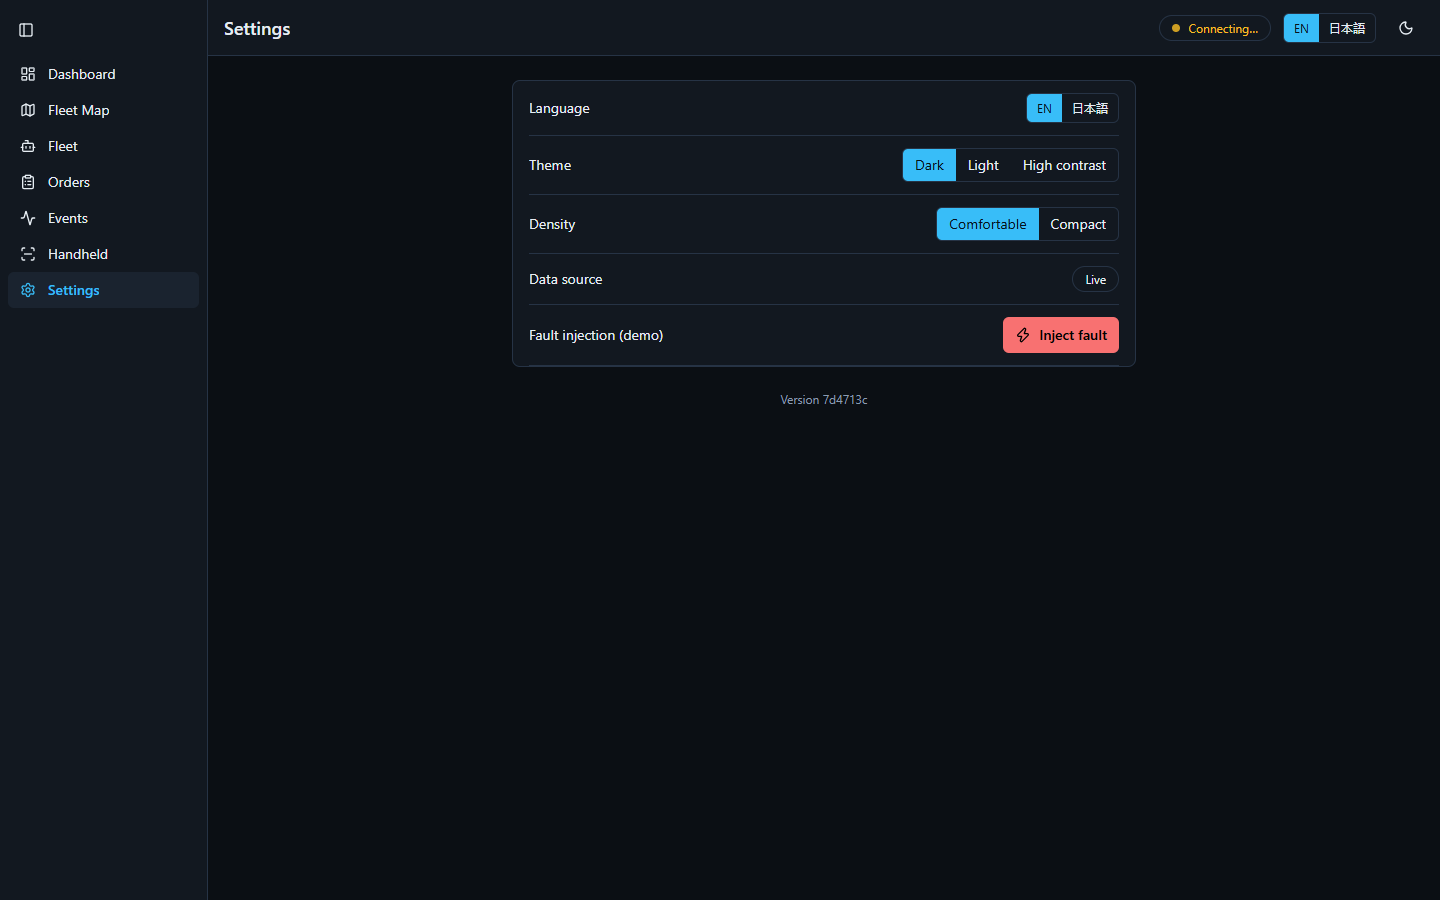 Settings
Connecting...
EN 日本語
Dashboard
Fleet Map
Fleet
Orders
Events
Handheld
Settings
Language
EN 日本語
Theme
Dark Light High contrast
Density
Comfortable Compact
Data source
Live
Fault injection (demo)
Inject fault
Version 7d4713c